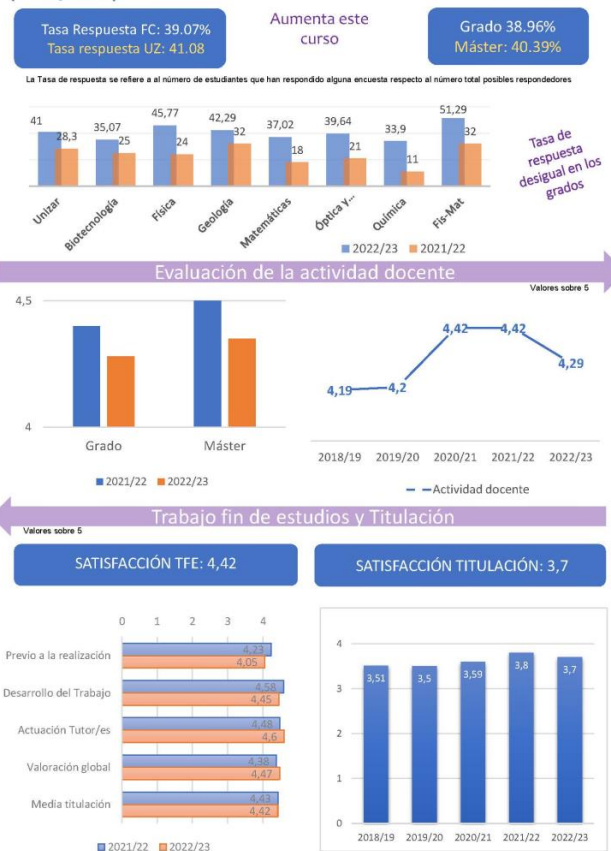 Tasa Respuesta FC: 39.07%
Tasa respuesta UZ: 41.08
Aumenta este
curso
Grado 38.96%
Máster: 40.39%
La Tasa de respuesta se refiere a al número de estudiantes que han respondido alguna encuesta respecto al número total posibles respondedores
41
28,3
35,07
25
45,77
24
42,29
32
37,02
18
39,64
21
33,9
11
51,29
32
Unizar
Biotecnología
Física
Geología
Matemáticas
Óptica y...
Química
Fis-Mat
2022/23
2021/22
Tasa de
respuesta
desigual en los
grados
Evaluación de la actividad docente
Valores sobre 5
4,5
4
Grado
Máster
2021/22
2022/23
4,19
4,2
4,42
4,42
4,29
2018/19 2019/20 2020/21 2021/22 2022/23
Actividad docente
Trabajo fin de estudios y Titulación
Valores sobre 5
SATISFACCIÓN TFE: 4,42
SATISFACCIÓN TITULACIÓN: 3,7
0 1 2 3 4
Previo a la realización
4,23
4,05
Desarrollo del Trabajo
4,58
4,45
Actuación Tutor/es
4,48
4,6
Valoración global
4,38
4,47
Media titulación
4,43
4,42
2021/22
2022/23
4
3
2
1
0
3,51
3,5
3,59
3,8
3,7
2018/19 2019/20 2020/21 2021/22 2022/23